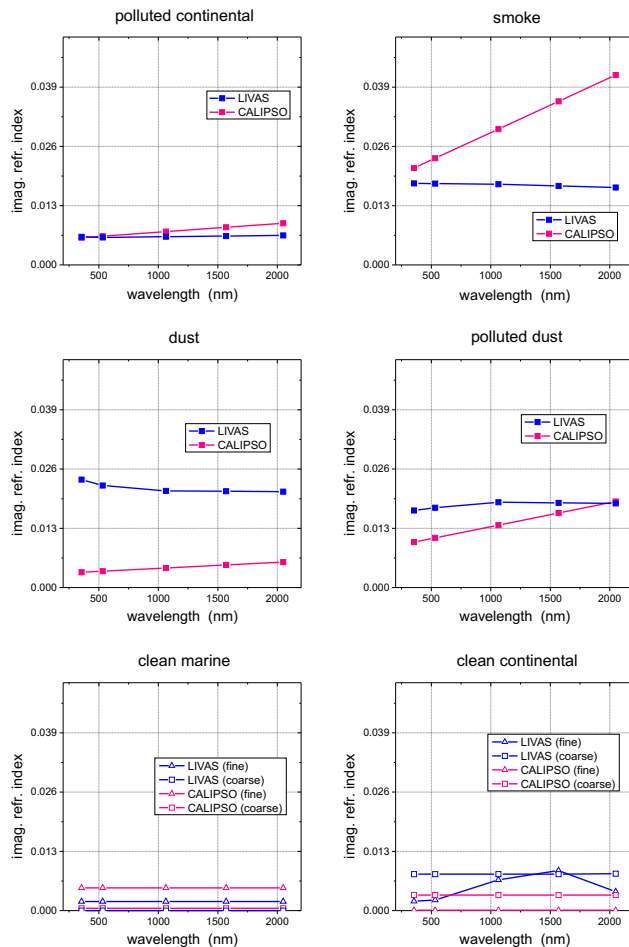 polluted continental
smoke
imag. refr. index
0.039
0.026
0.013
0.000
LIVAS
CALIPSO
500
1000
1500
2000
wavelength (nm)
imag. refr. index
0.039
0.026
0.013
0.000
LIVAS
CALIPSO
500
1000
1500
2000
wavelength (nm)
dust
polluted dust
imag. refr. index
0.039
0.026
0.013
0.000
LIVAS
CALIPSO
500
1000
1500
2000
wavelength (nm)
imag. refr. index
0.039
0.026
0.013
0.000
LIVAS
CALIPSO
500
1000
1500
2000
wavelength (nm)
clean marine
clean continental
imag. refr. index
0.039
0.026
0.013
0.000
LIVAS (fine)
LIVAS (coarse)
CALIPSO (fine)
CALIPSO (coarse)
500
1000
1500
2000
wavelength (nm)
imag. refr. index
0.039
0.026
0.013
0.000
LIVAS (fine)
LIVAS (coarse)
CALIPSO (fine)
CALIPSO (coarse)
500
1000
1500
2000
wavelength (nm)